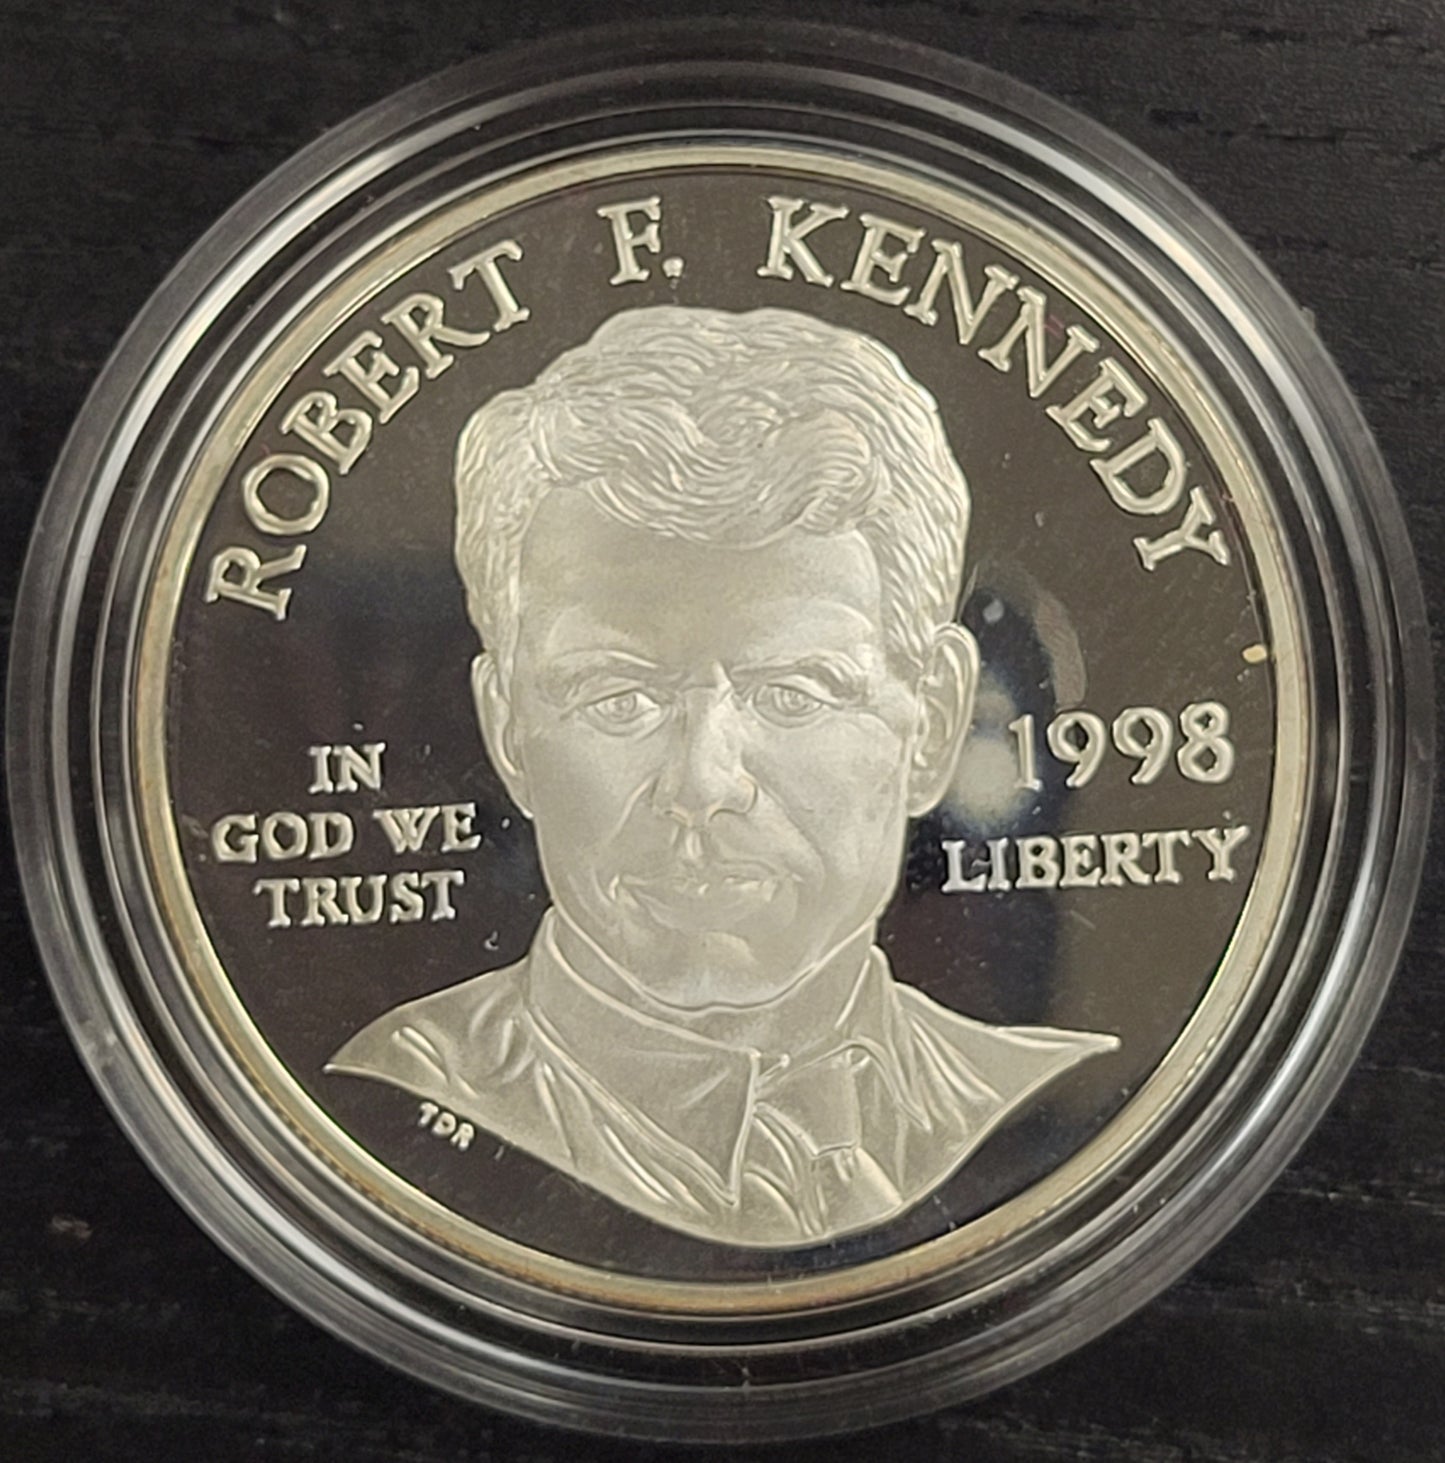 ROBERT F. KENNEDY
IN
GOD WE
TRUST
1998
LIBERTY
TDR